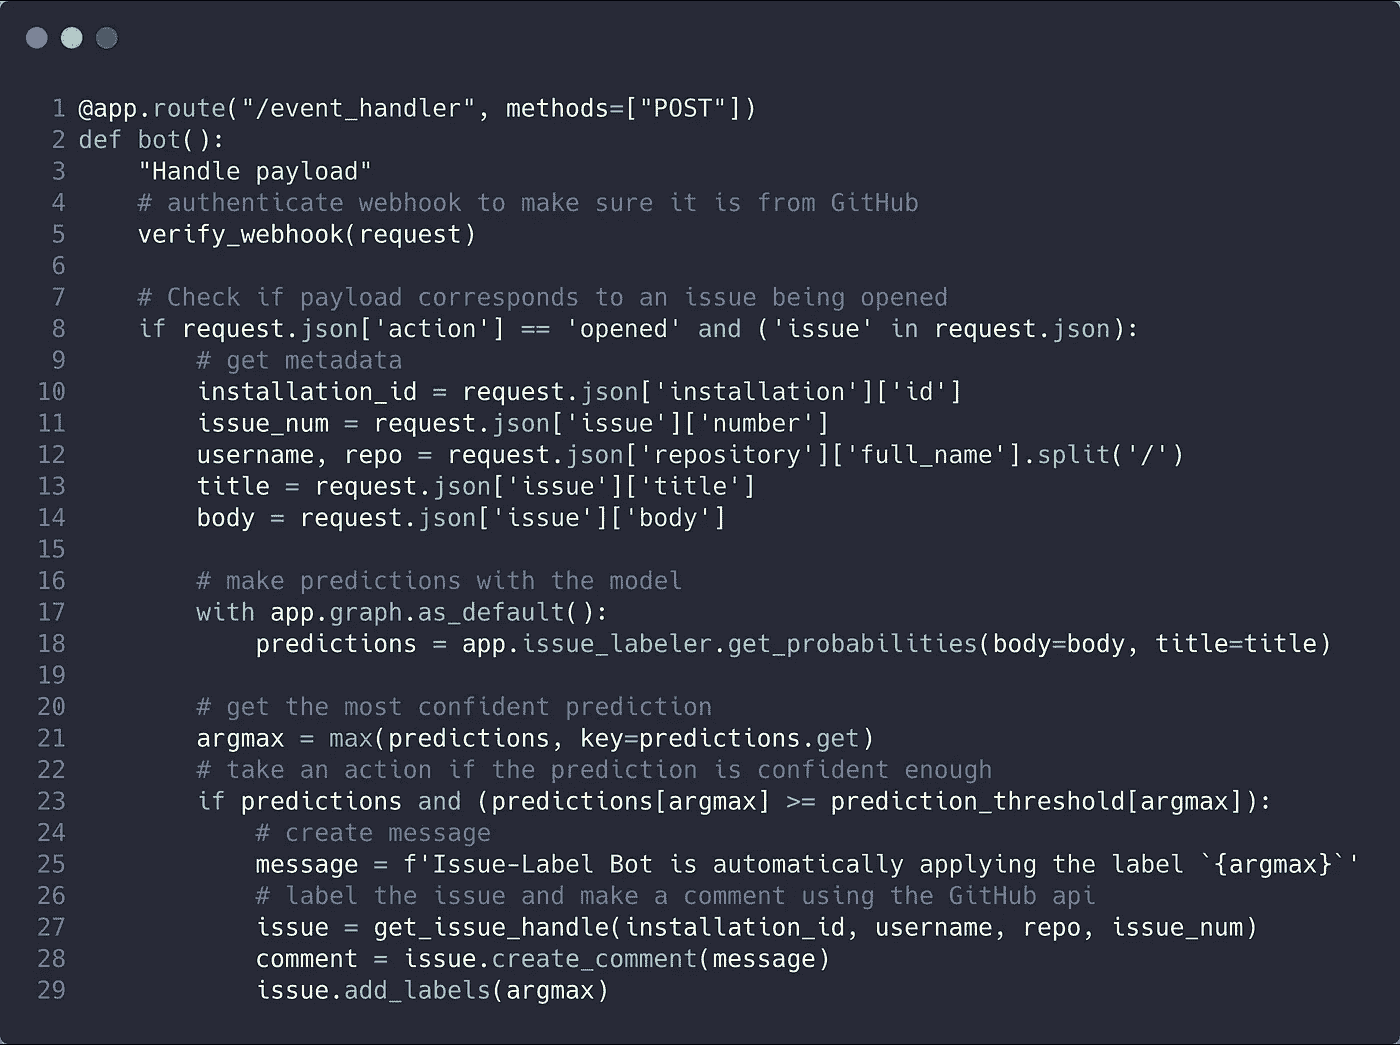 1 @app.route("/event_handler", methods=["POST"])
2 def bot():
3     "Handle payload"
4     # authenticate webhook to make sure it is from GitHub
5     verify_webhook(request)
6
7     # Check if payload corresponds to an issue being opened
8     if request.json['action'] == 'opened' and ('issue' in request.json):
9         # get metadata
10         installation_id = request.json['installation']['id']
11         issue_num = request.json['issue']['number']
12         username, repo = request.json['repository']['full_name'].split('/')
13         title = request.json['issue']['title']
14         body = request.json['issue']['body']
15
16         # make predictions with the model
17         with app.graph.as_default():
18             predictions = app.issue_labeler.get_probabilities(body=body, title=title)
19
20         # get the most confident prediction
21         argmax = max(predictions, key=predictions.get)
22         # take an action if the prediction is confident enough
23         if predictions and (predictions[argmax] >= prediction_threshold[argmax]):
24             # create message
25             message = f'Issue-Label Bot is automatically applying the label `{argmax}`'
26             # label the issue and make a comment using the GitHub api
27             issue = get_issue_handle(installation_id, username, repo, issue_num)
28             comment = issue.create_comment(message)
29             issue.add_labels(argmax)